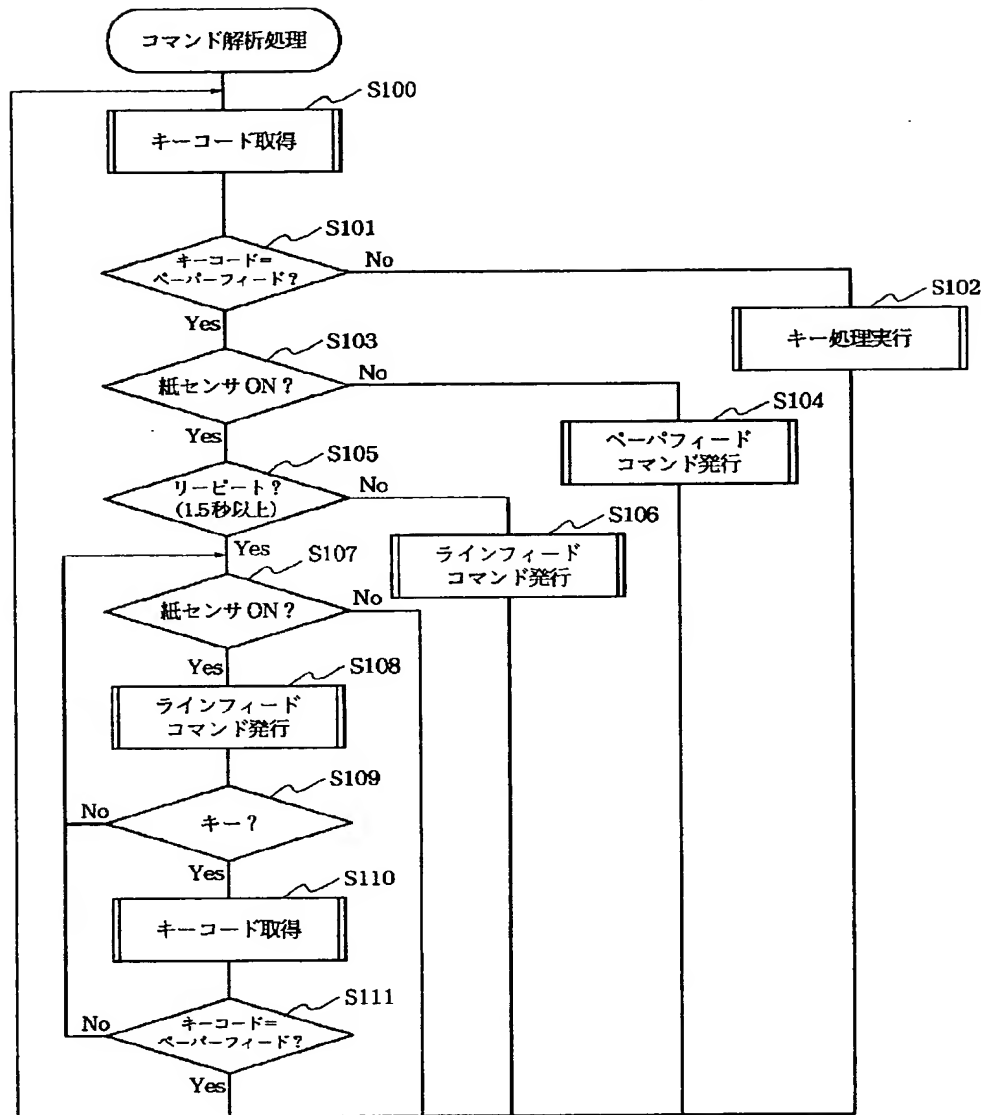 コマンド解析処理
S100
キーコード取得
S101
キーコード=
ペーパーフィード?
No
Yes
S102
キー処理実行
S103
紙センサON?
No
Yes
S104
ペーパフィード
コマンド発行
S105
リーピート?
(1.5秒以上)
No
Yes
S106
ラインフィード
コマンド発行
S107
紙センサON?
No
Yes
S108
ラインフィード
コマンド発行
S109
キー?
No
Yes
S110
キーコード取得
S111
キーコード=
ペーパーフィード?
No
Yes